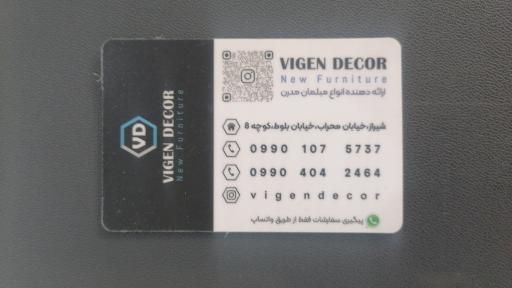 VD
VIGEN DECOR
New Furniture
VIGEN DECOR
New Furniture
ارائه دهنده انواع مبلمان مدرن
شیراز،خیابان محراب،خیابان بلوط،کوچه 8
0990 107 5737
0990 404 2464
vigendecor
پیگیری سفارشات فقط از طریق واتساپ